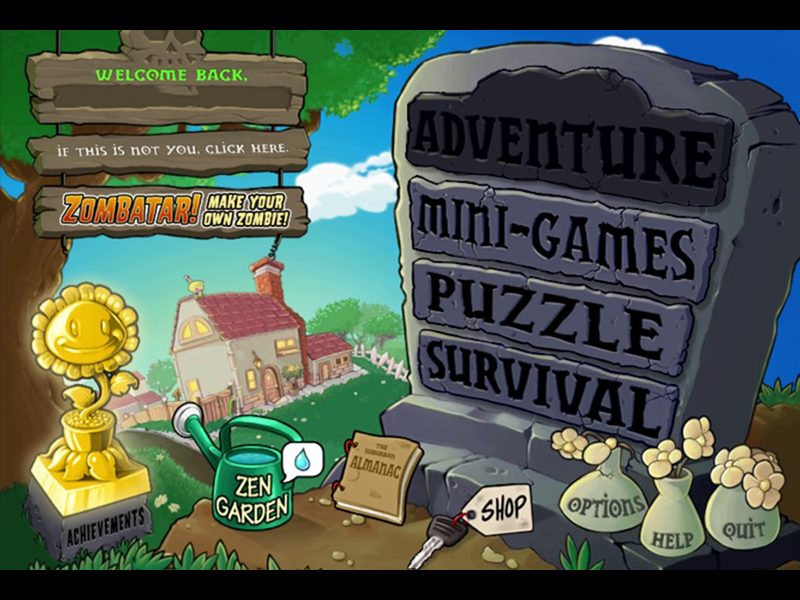 WELCOME BACK,
IF THIS IS NOT YOU, CLICK HERE.
ZOMBATAR! MAKE YOUR
OWN ZOMBIE!
ADVENTURE
MINI-GAMES
PUZZLE
SURVIVAL
ACHIEVEMENTS
ZEN
GARDEN
THE
SUBURBAN
ALMANAC
SHOP
OPTIONS
HELP
QUIT